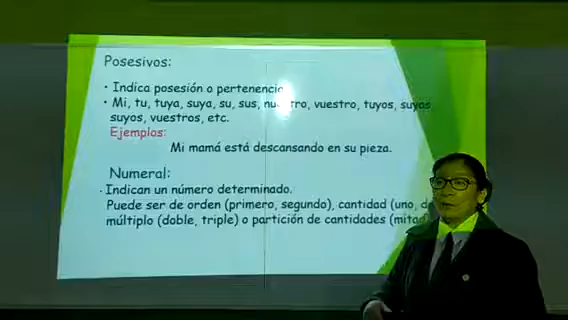 Posesivos:
• Indica posesión o pertenencia
• Mi, tu, tuya, suya, su, sus, nuestro, vuestro, tuyos, suyas
suyos, vuestros, etc.
Ejemplos:
Mi mamá está descansando en su pieza.
Numeral:
• Indican un número determinado.
Puede ser de orden (primero, segundo), cantidad (uno,
múltiplo (doble, triple) o partición de cantidades (mitad